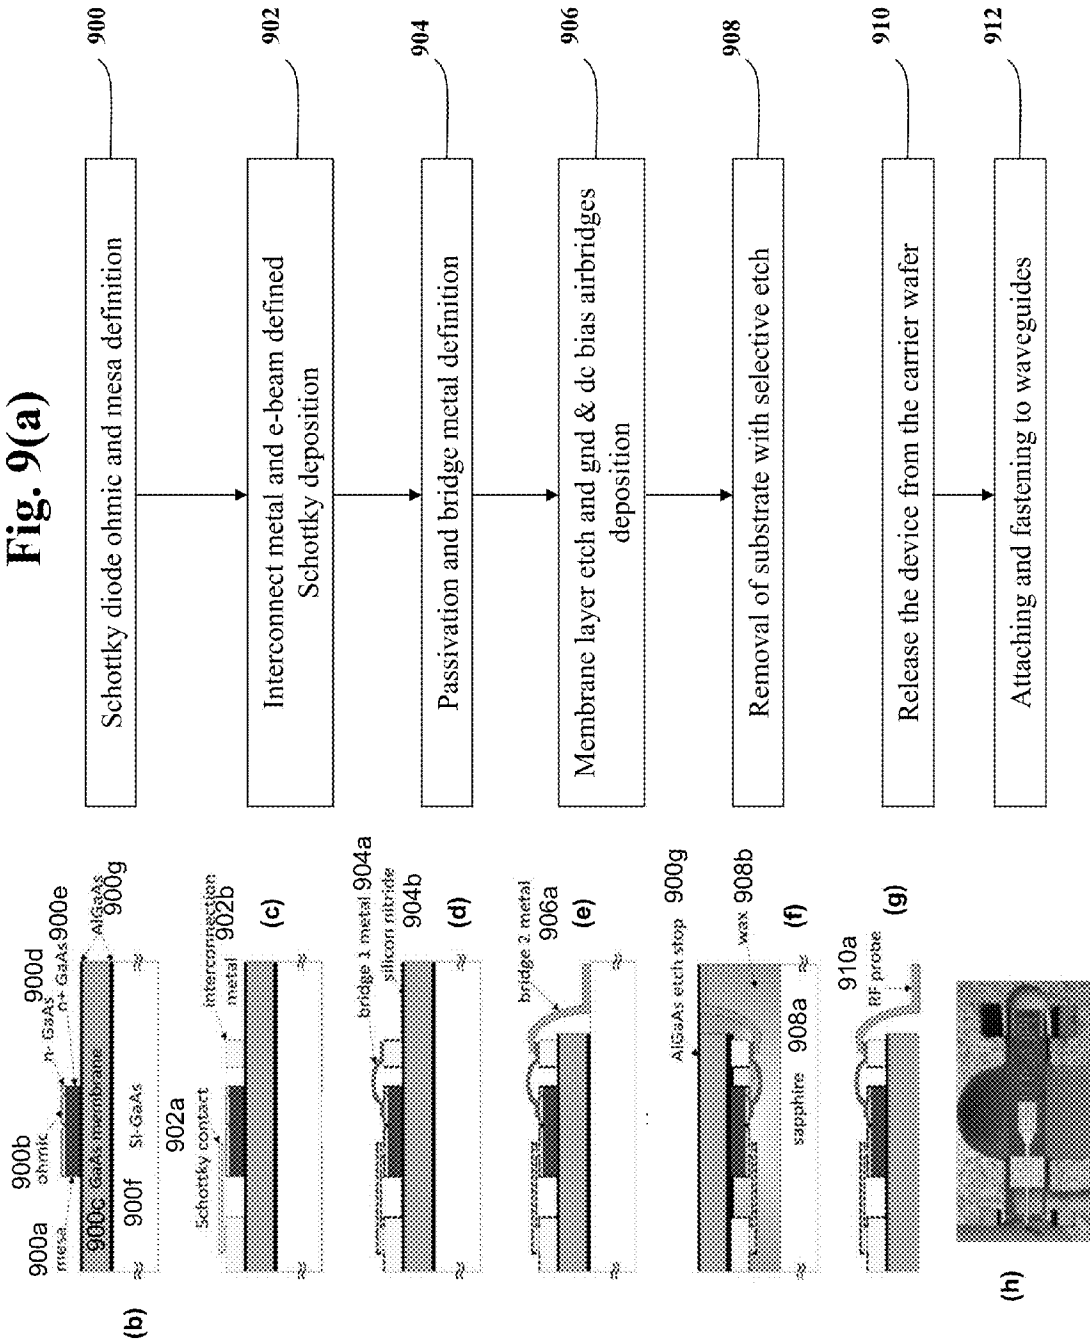 Fig. 9(a)
Schottky diode ohmic and mesa definition
900
Interconnect metal and e-beam defined
Schottky deposition
902
Passivation and bridge metal definition
904
Membrane layer etch and gnd & dc bias airbridges
deposition
906
Removal of substrate with selective etch
908
Release the device from the carrier wafer
910
Attaching and fastening to waveguides
912
(b)
900a
mesa
900b
ohmic
900d
n- GaAs
n+ GaAs
900e
AlGaAs
900g
900c GaAs membrane
900f
SI-GaAs
(c)
902a
Schottky contact
interconnection
metal
902b
(d)
bridge 1 metal
904a
silicon nitride
904b
(e)
bridge 2 metal
906a
(f)
AlGaAs etch stop
900g
wax
908b
sapphire
908a
(g)
910a
RF probe
(h)